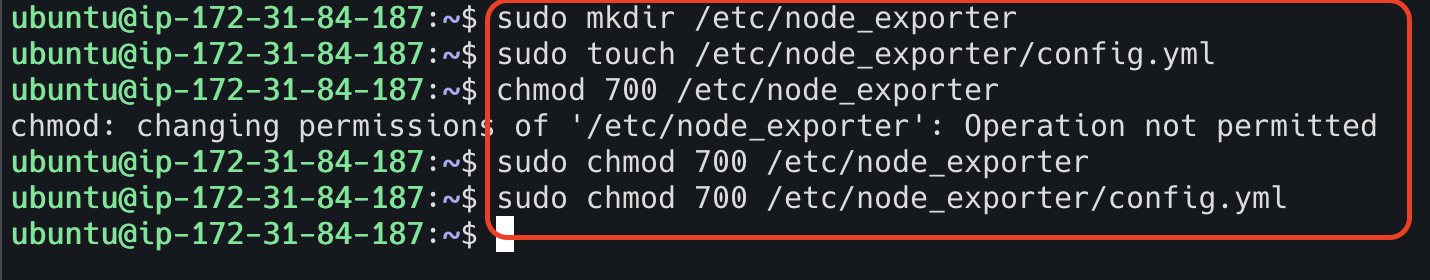 ubuntu@ip-172-31-84-187:~$ sudo mkdir /etc/node_exporter
ubuntu@ip-172-31-84-187:~$ sudo touch /etc/node_exporter/config.yml
ubuntu@ip-172-31-84-187:~$ chmod 700 /etc/node_exporter
chmod: changing permissions of '/etc/node_exporter': Operation not permitted
ubuntu@ip-172-31-84-187:~$ sudo chmod 700 /etc/node_exporter
ubuntu@ip-172-31-84-187:~$ sudo chmod 700 /etc/node_exporter/config.yml
ubuntu@ip-172-31-84-187:~$